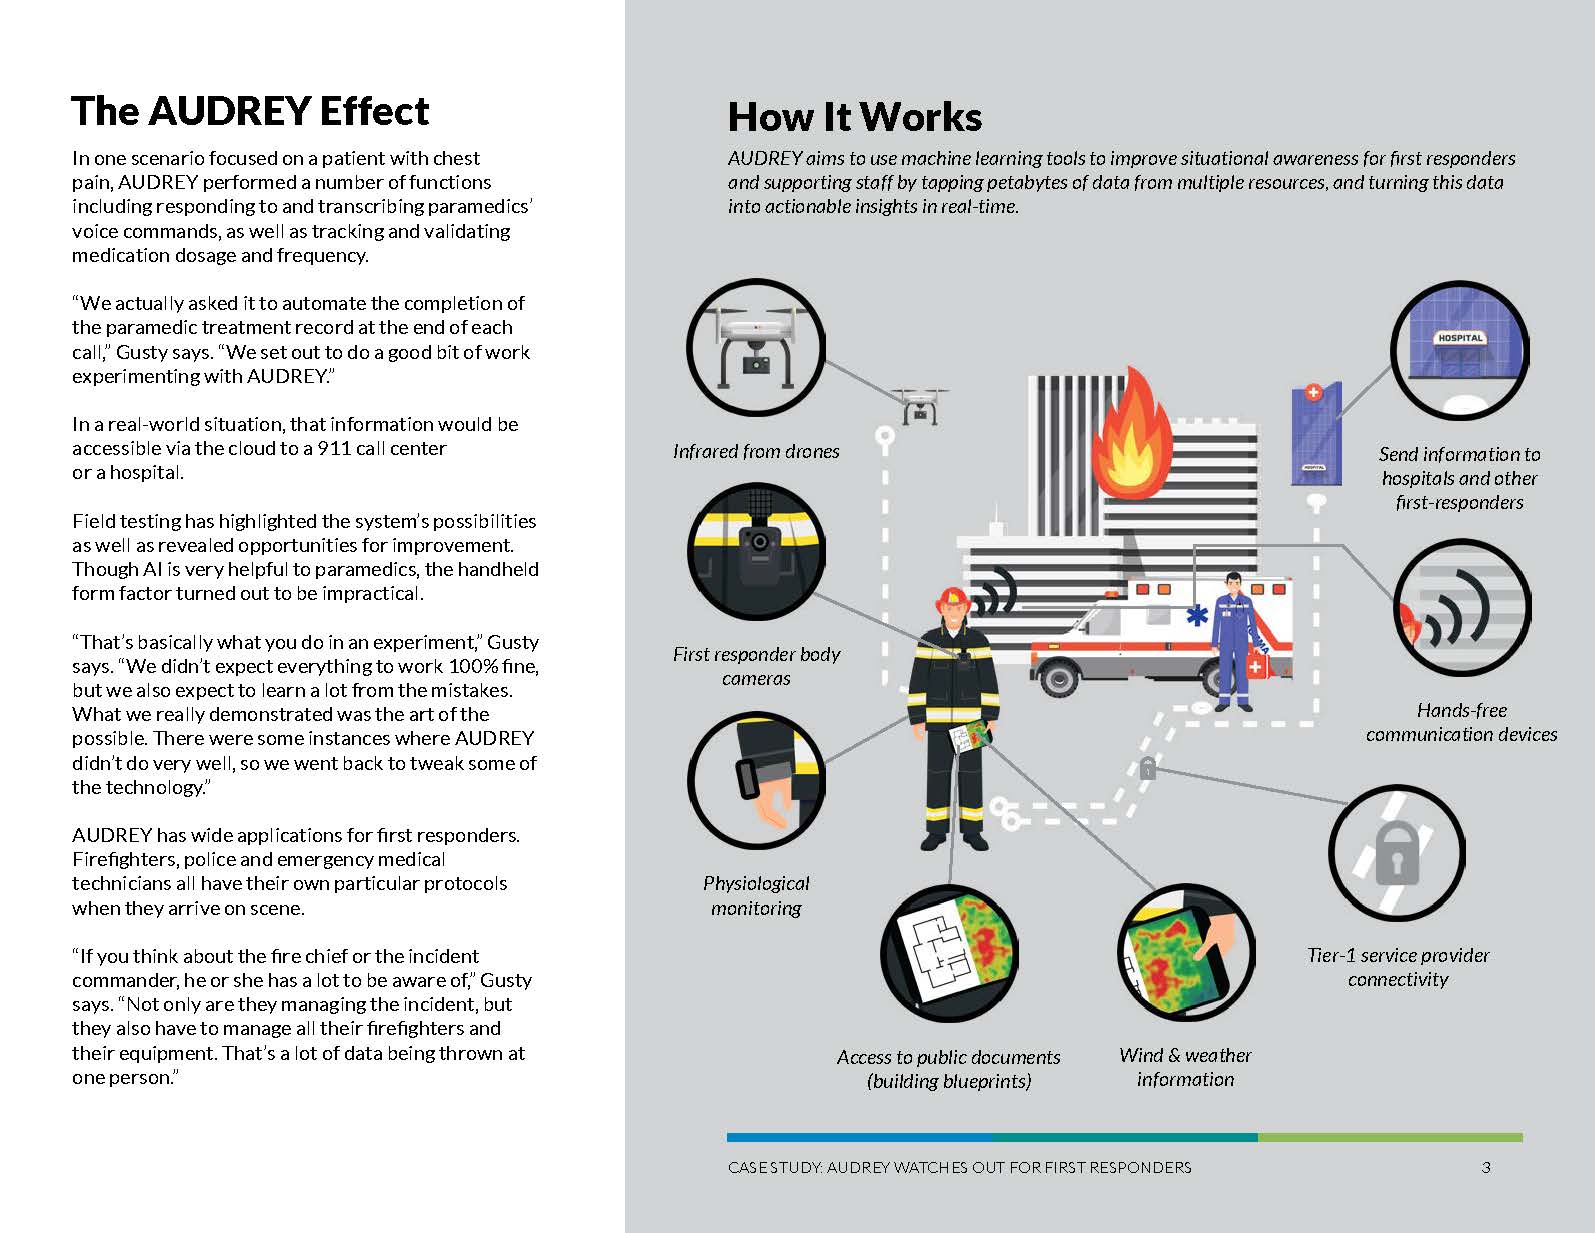 The AUDREY Effect
In one scenario focused on a patient with chest
pain, AUDREY performed a number of functions
including responding to and transcribing paramedics’
voice commands, as well as tracking and validating
medication dosage and frequency.
“We actually asked it to automate the completion of
the paramedic treatment record at the end of each
call,” Gusty says. “We set out to do a good bit of work
experimenting with AUDREY.”
In a real-world situation, that information would be
accessible via the cloud to a 911 call center
or a hospital.
Field testing has highlighted the system’s possibilities
as well as revealed opportunities for improvement.
Though AI is very helpful to paramedics, the handheld
form factor turned out to be impractical.
“That’s basically what you do in an experiment,” Gusty
says. “We didn’t expect everything to work 100% fine,
but we also expect to learn a lot from the mistakes.
What we really demonstrated was the art of the
possible. There were some instances where AUDREY
didn’t do very well, so we went back to tweak some of
the technology.”
AUDREY has wide applications for first responders.
Firefighters, police and emergency medical
technicians all have their own particular protocols
when they arrive on scene.
“If you think about the fire chief or the incident
commander, he or she has a lot to be aware of,” Gusty
says. “Not only are they managing the incident, but
they also have to manage all their firefighters and
their equipment. That’s a lot of data being thrown at
one person.”
How It Works
AUDREY aims to use machine learning tools to improve situational awareness for first responders
and supporting staff by tapping petabytes of data from multiple resources, and turning this data
into actionable insights in real-time.
Infrared from drones
First responder body
cameras
Physiological
monitoring
Access to public documents
(building blueprints)
Wind & weather
information
HOSPITAL
HOSPITAL
Send information to
hospitals and other
first-responders
Hands-free
communication devices
Tier-1 service provider
connectivity
CASE STUDY: AUDREY WATCHES OUT FOR FIRST RESPONDERS
3